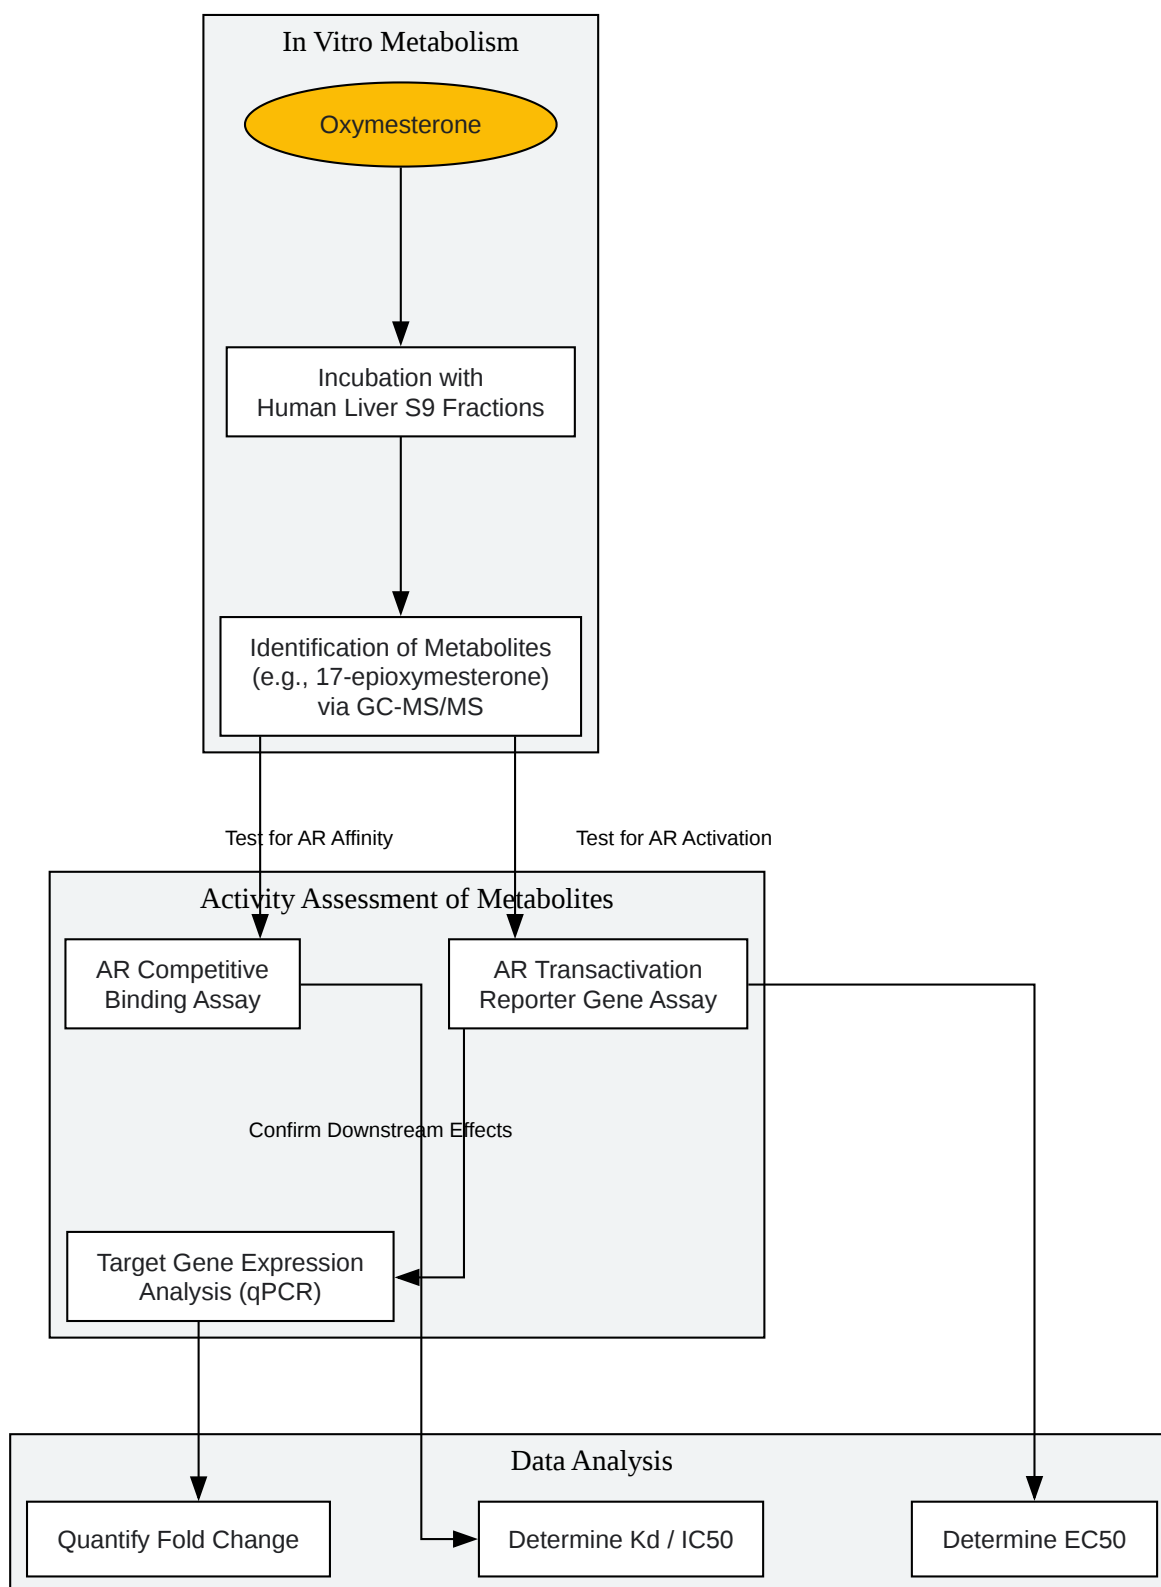 In Vitro Metabolism
Oxymesterone
Incubation with
Human Liver S9 Fractions
Identification of Metabolites
(e.g., 17-epioxymesterone)
via GC-MS/MS
Test for AR Affinity
Test for AR Activation
Activity Assessment of Metabolites
AR Competitive
Binding Assay
AR Transactivation
Reporter Gene Assay
Confirm Downstream Effects
Target Gene Expression
Analysis (qPCR)
Data Analysis
Quantify Fold Change
Determine Kd / IC50
Determine EC50